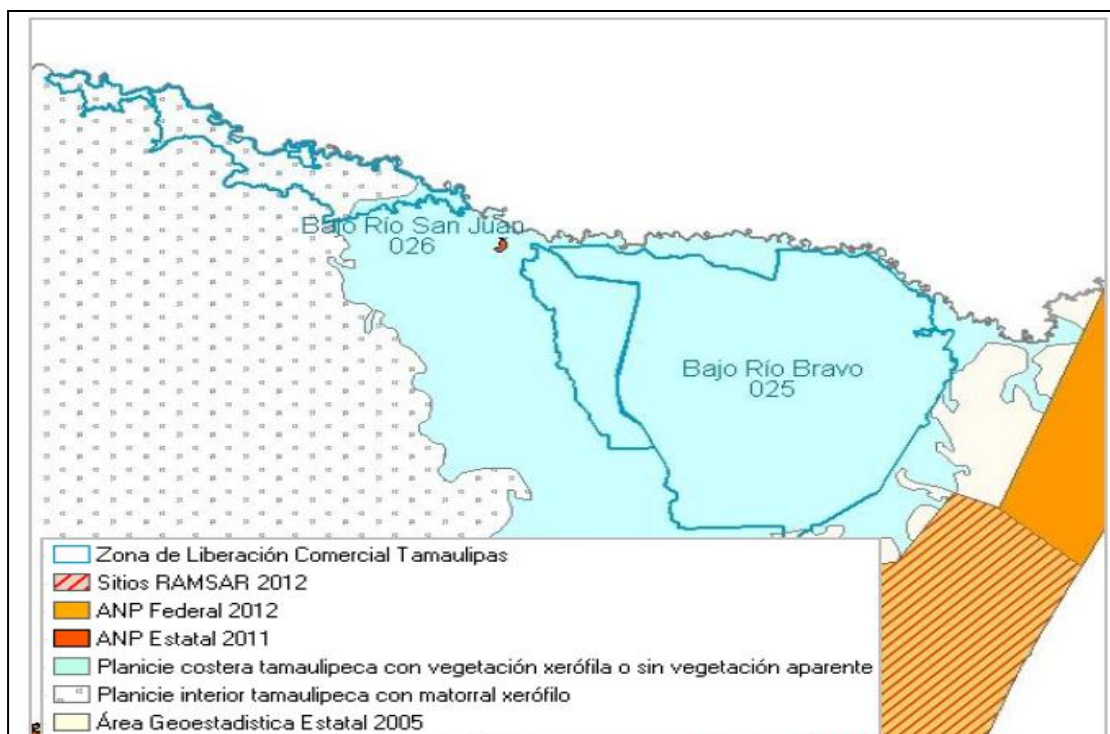 Bajo Río San Juan
026
Bajo Río Bravo
025
Zona de Liberación Comercial Tamaulipas
Sitios RAMSAR 2012
ANP Federal 2012
ANP Estatal 2011
Planicie costera tamaulipeca con vegetación xerófila o sin vegetación aparente
Planicie interior tamaulipeca con matorral xerófilo
Área Geoestadistica Estatal 2005